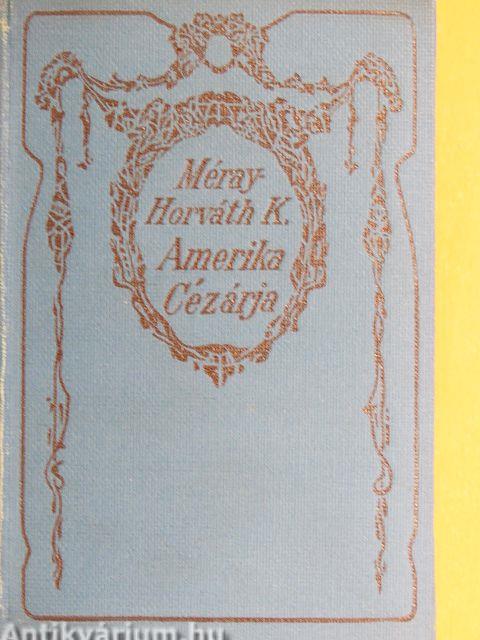 Méray-
Horváth K.
Amerika
Cézárja
Antikvárium.hu